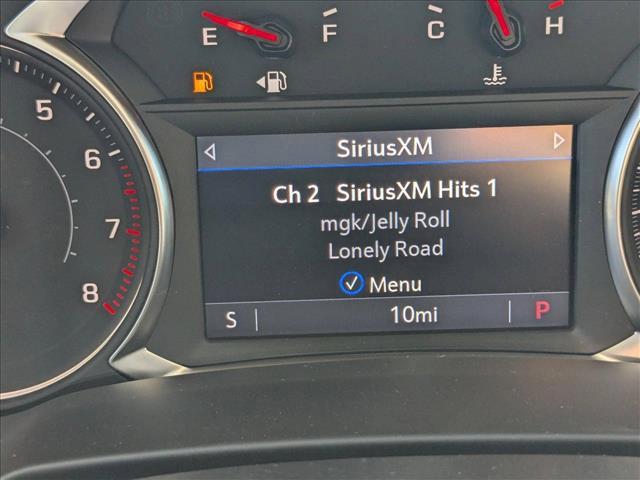 E F C H
5
6
7
8
SiriusXM
Ch 2 SiriusXM Hits 1
mgk/Jelly Roll
Lonely Road
Menu
S 10mi P